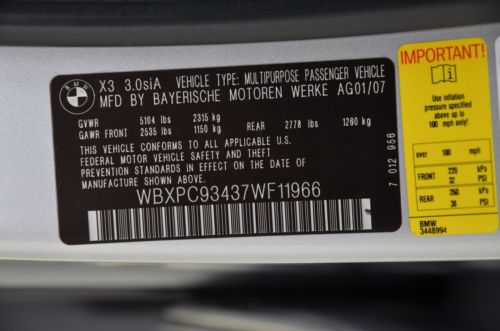 BMW
X3 3.0siA VEHICLE TYPE: MULTIPURPOSE PASSENGER VEHICLE
MFD BY BAYERISCHE MOTOREN WERKE AG01/07
GVWR 5104 lbs 2315 kg
GAWR FRONT 2535 lbs 1150 kg REAR 2778 lbs 1260 kg
THIS VEHICLE CONFORMS TO ALL APPLICABLE U.S.
FEDERAL MOTOR VEHICLE SAFETY AND THEFT PREVENTION
STANDARDS IN EFFECT ON THE DATE OF
MANUFACTURE SHOWN ABOVE.
7 012 956
WBXPC93437WF11966
IMPORTANT!
Use inflation
pressures below
for speeds
above up to
100 mph only!
over 100 mph
FRONT 220 kPa
32 PSI
REAR 260 kPa
38 PSI
BMW
3448994